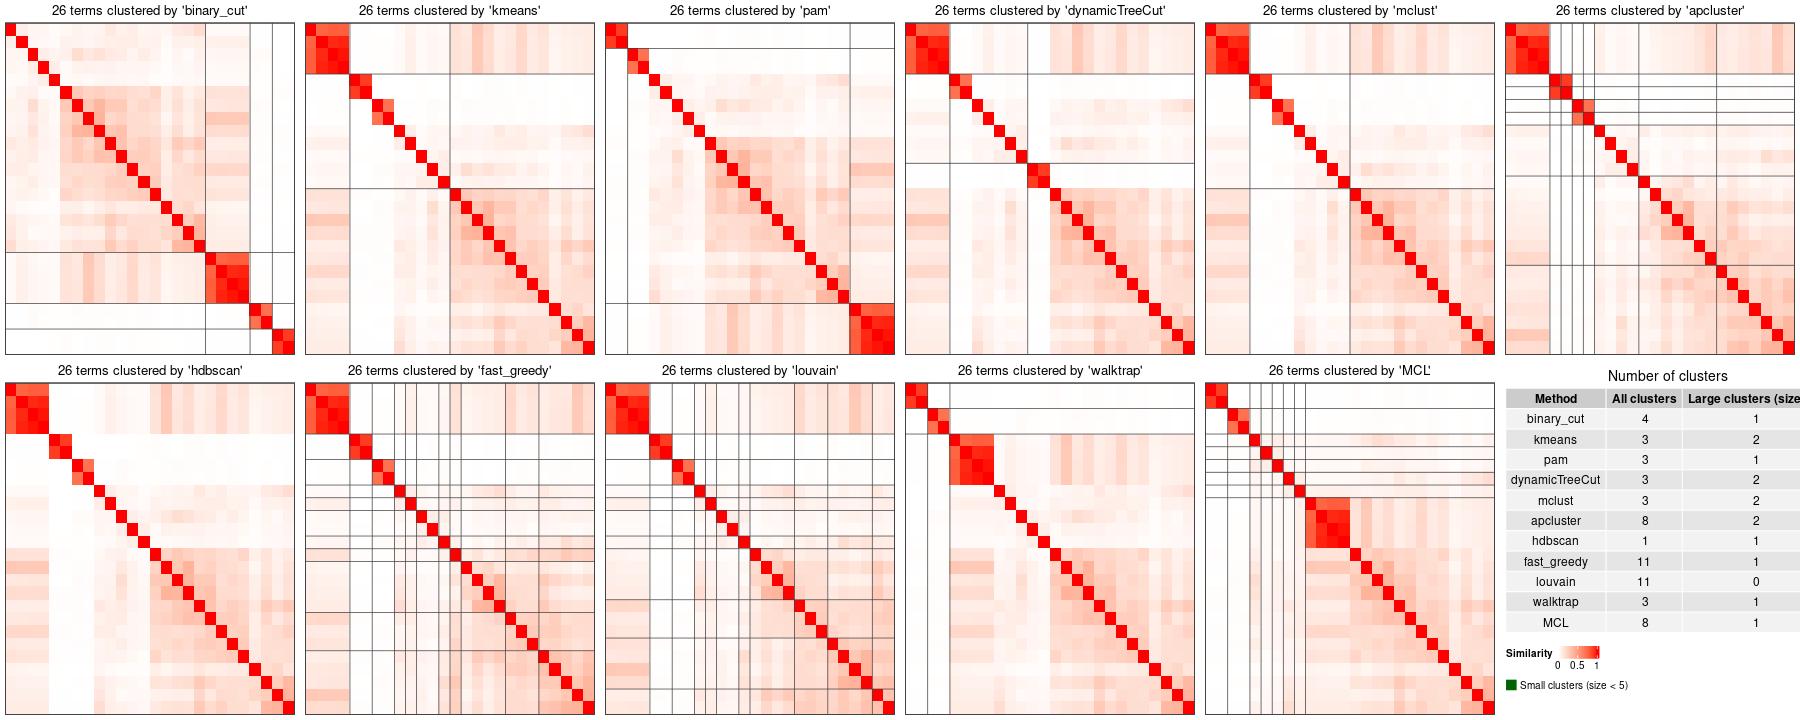 26 terms clustered by 'binary_cut'
26 terms clustered by 'kmeans'
26 terms clustered by 'pam'
26 terms clustered by 'dynamicTreeCut'
26 terms clustered by 'mclust'
26 terms clustered by 'apcluster'
26 terms clustered by 'hdbscan'
26 terms clustered by 'fast_greedy'
26 terms clustered by 'louvain'
26 terms clustered by 'walktrap'
26 terms clustered by 'MCL'
Number of clusters
Method All clusters Large clusters (size
binary_cut 4 1
kmeans 3 2
pam 3 1
dynamicTreeCut 3 2
mclust 3 2
apcluster 8 2
hdbscan 1 1
fast_greedy 11 1
louvain 11 0
walktrap 3 1
MCL 8 1
Similarity
0 0.5 1
Small clusters (size < 5)